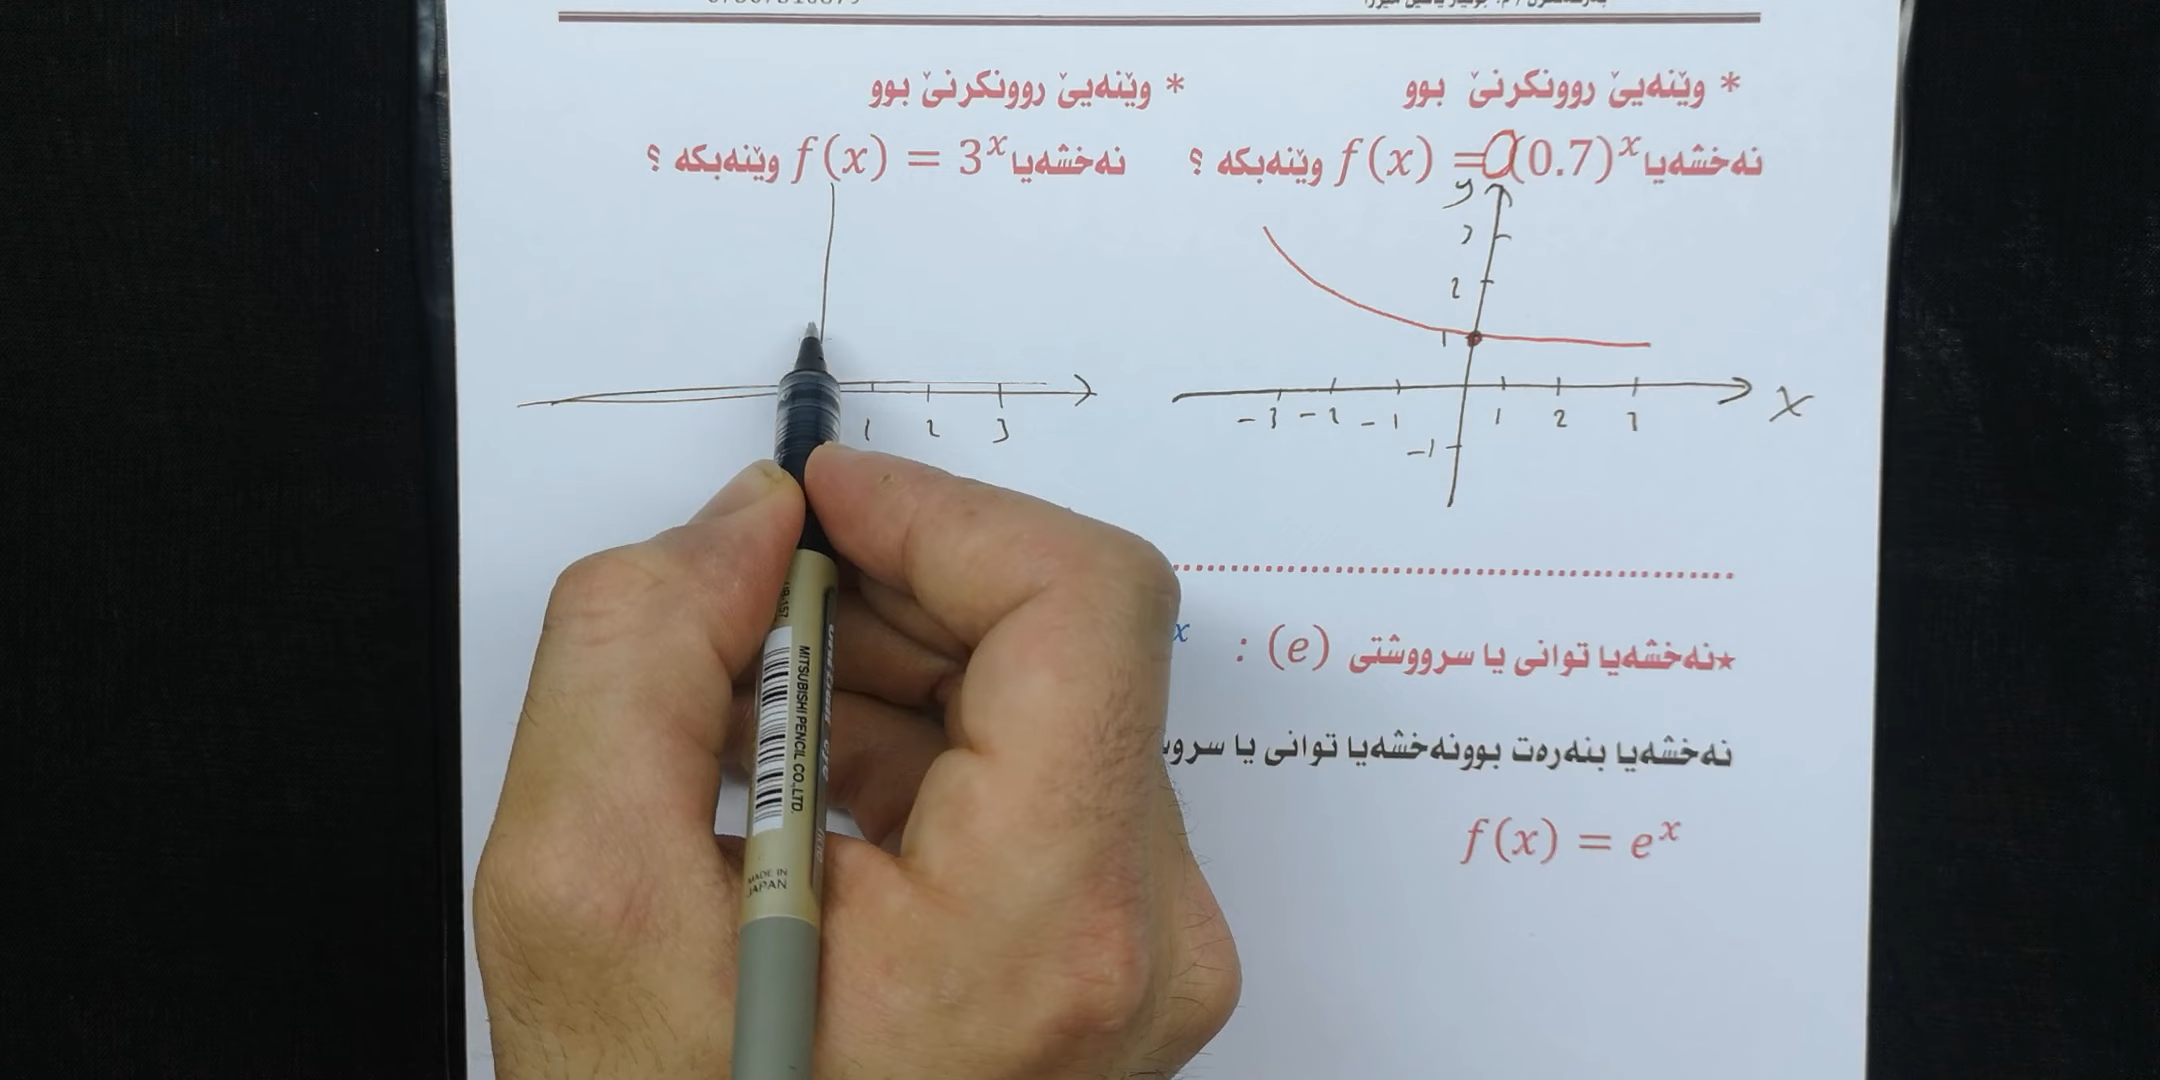 * وێنەیێ روونکرنێ بوو
نەخشەیا f(x) = a(0.7)^x وێنەبکە ؟
y
3
2
1
-3 -2 -1 1 2 3 x
-1
* وێنەیێ روونکرنێ بوو
نەخشەیا f(x) = 3^x وێنەبکە ؟
1 2 3
★نەخشەیا توانی یا سرووشتی (e) : x
نەخشەیا بنەرەت بوونەخشەیا توانی یا
f(x) = e^x
MITSUBISHI PENCIL CO.,LTD.
MADE IN
JAPAN